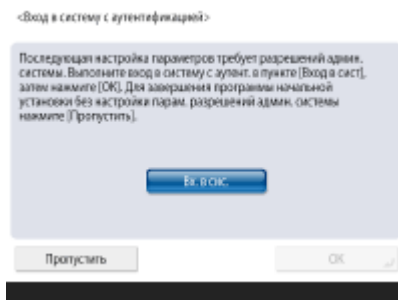 <Вход в систему с аутентификацией>
Последующая настройка параметров требует разрешений админ.
системы. Выполните вход в систему с аутент. в пункте [Вход в сист],
затем нажмите [OK]. Для завершения программы начальной
установки без настройки парам. разрешений админ. системы
нажмите [Пропустить].
Вх. в сис.
Пропустить
OK